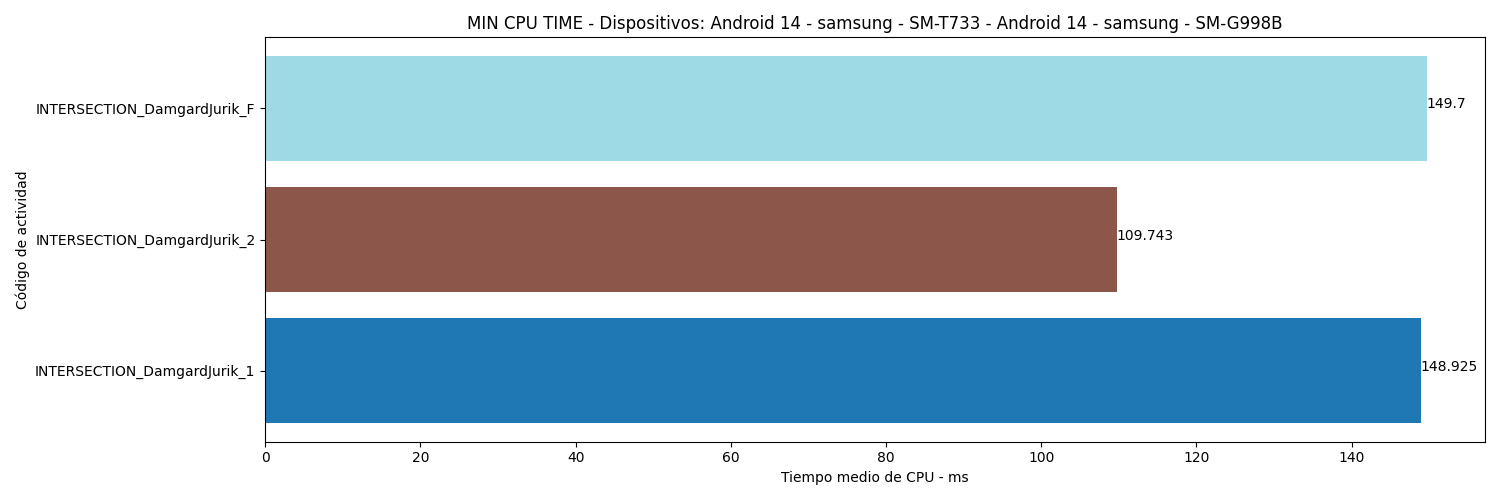 MIN CPU TIME - Dispositivos: Android 14 - samsung - SM-T733 - Android 14 - samsung - SM-G998B
Código de actividad
INTERSECTION_DamgardJurik_F
149.7
INTERSECTION_DamgardJurik_2
109.743
INTERSECTION_DamgardJurik_1
148.925
0 20 40 60 80 100 120 140
Tiempo medio de CPU - ms